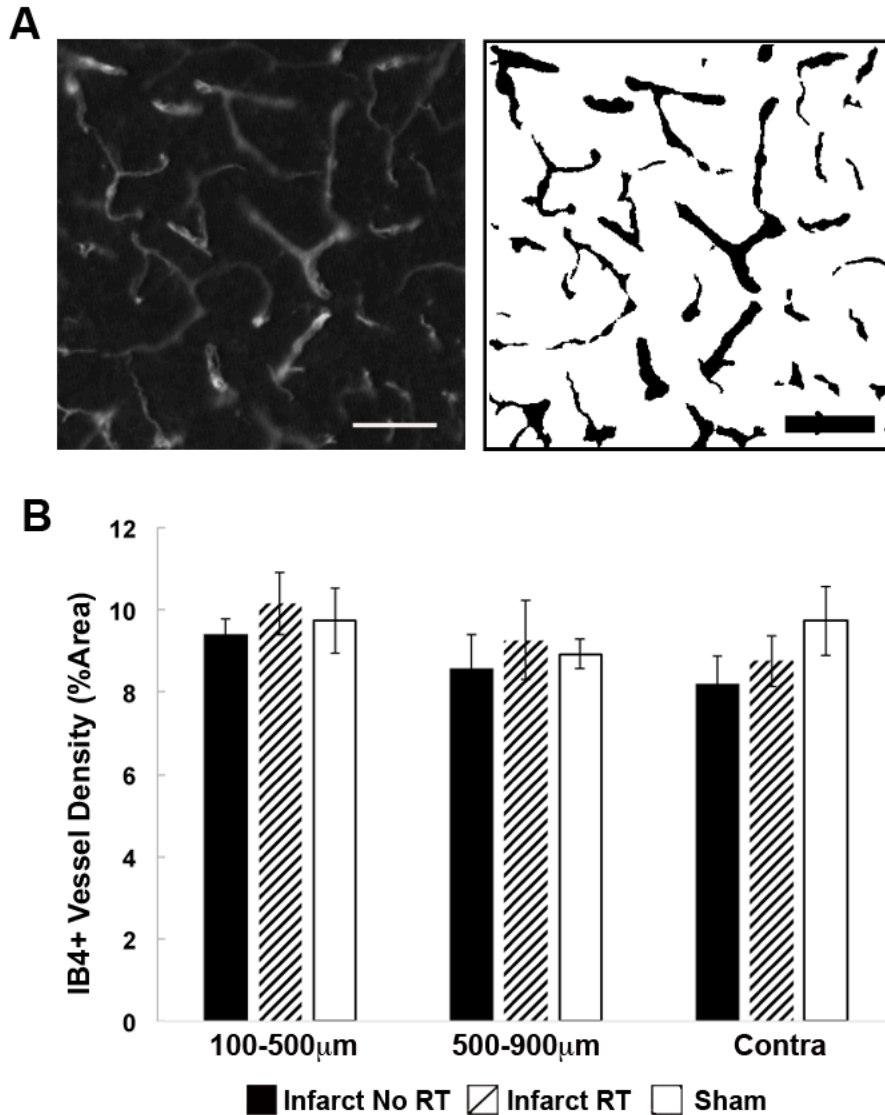 A
B
IB4+ Vessel Density (%Area)
12
10
8
6
4
2
0
100-500μm 500-900μm Contra
Infarct No RT Infarct RT Sham